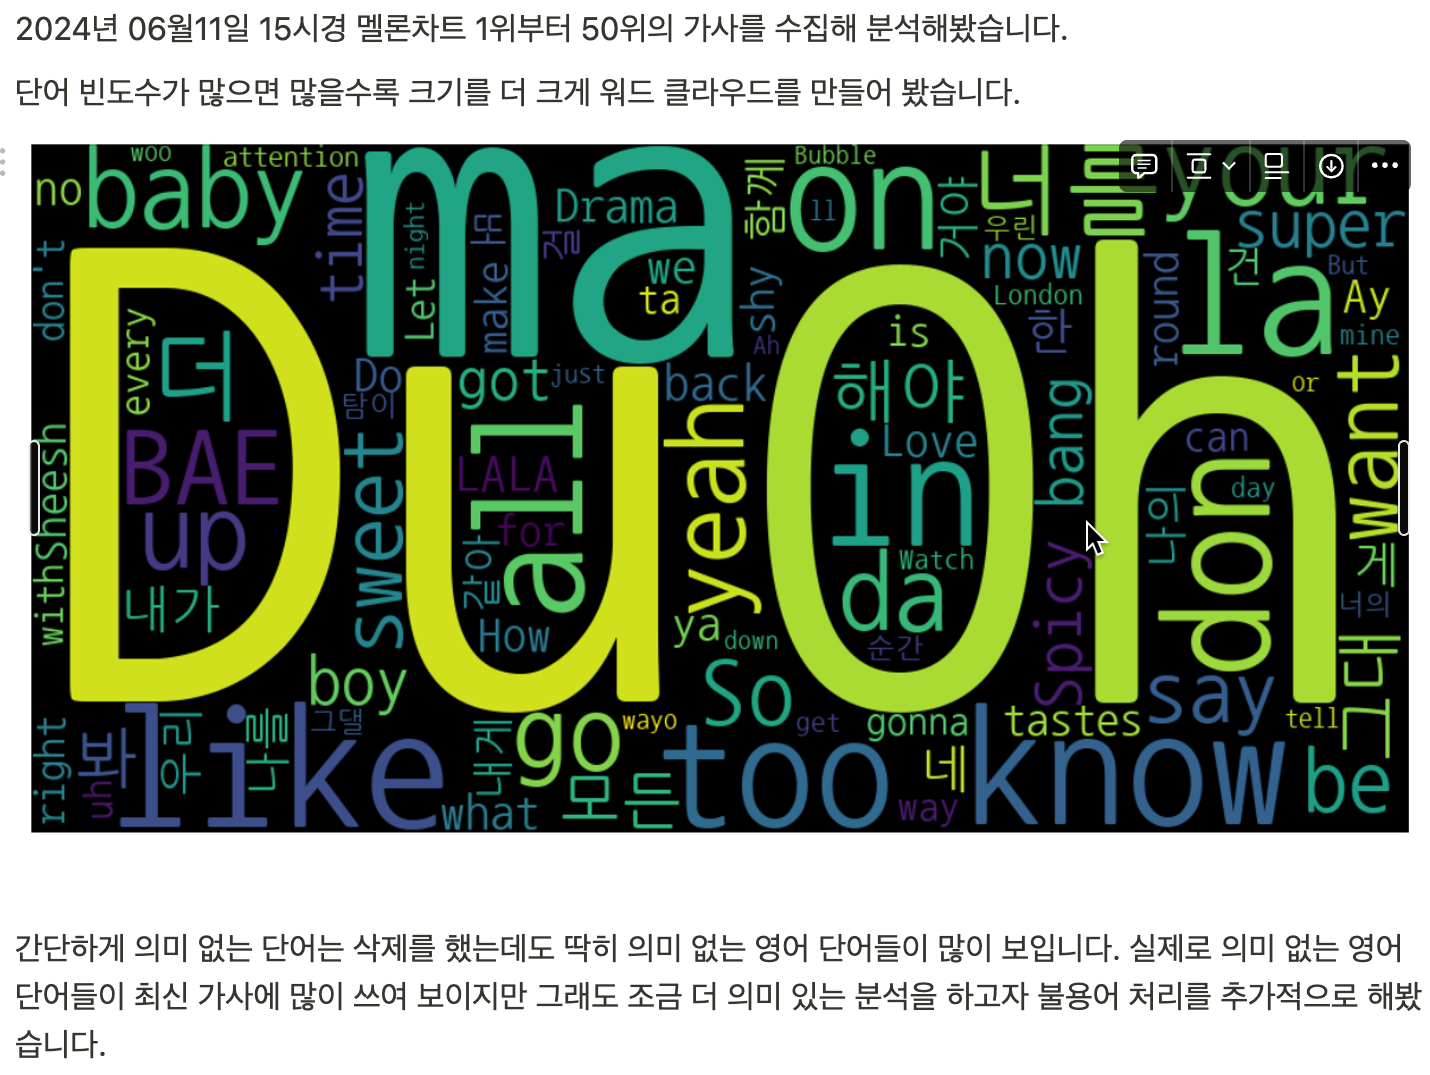 2024년 06월11일 15시경 멜론차트 1위부터 50위의 가사를 수집해 분석해봤습니다.
단어 빈도수가 많으면 많을수록 크기를 더 크게 워드 클라우드를 만들어 봤습니다.
no baby woo attention ma time Let night make 또 걸 Drama we ta shy Ah
함께 Bubble on ll 거야 너를 우린 your super now London 한 round la 건 But Ay mine
don't Du every 더 BAE up 내가 withSheesh
Do 탐이 sweet got just all LALA for 같아 How back yeah ya down
Oh is 해야 Love in Watch da 순간 bang Spicy
or can day 나의 don want 게 너의 그대
boy like right 봐 uh 우리 나를 그댈 내게 go wayo what 모든
So too get gonna 네 way tastes know say tell be
간단하게 의미 없는 단어는 삭제를 했는데도 딱히 의미 없는 영어 단어들이 많이 보입니다. 실제로 의미 없는 영어
단어들이 최신 가사에 많이 쓰여 보이지만 그래도 조금 더 의미 있는 분석을 하고자 불용어 처리를 추가적으로 해봤
습니다.